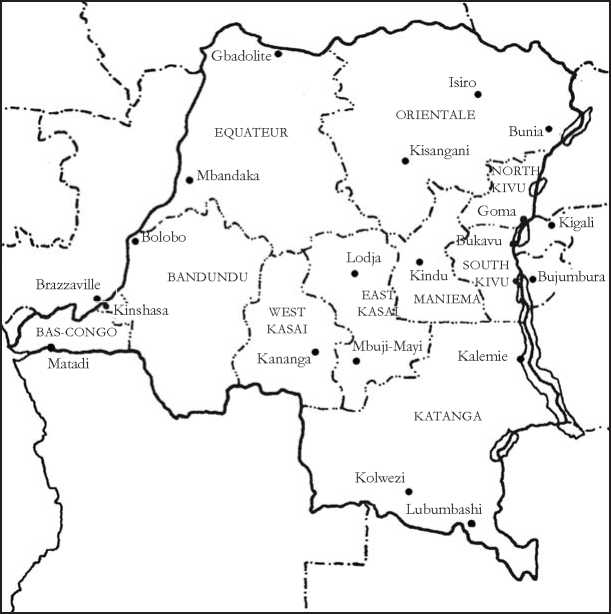 Gbadolite
Isiro
ORIENTALE
EQUATEUR
Bunia
Kisangani
NORTH
KIVU
Mbandaka
Goma
Kigali
Bolobo
Bukavu
Lodja
BANDUNDU
Kindu
SOUTH
KIVU
Bujumbura
Brazzaville
EAST
KASAI
MANIEMA
Kinshasa
WEST
KASAI
BAS-CONGO
Mbuji-Mayi
Kananga
Kalemie
Matadi
KATANGA
Kolwezi
Lubumbashi